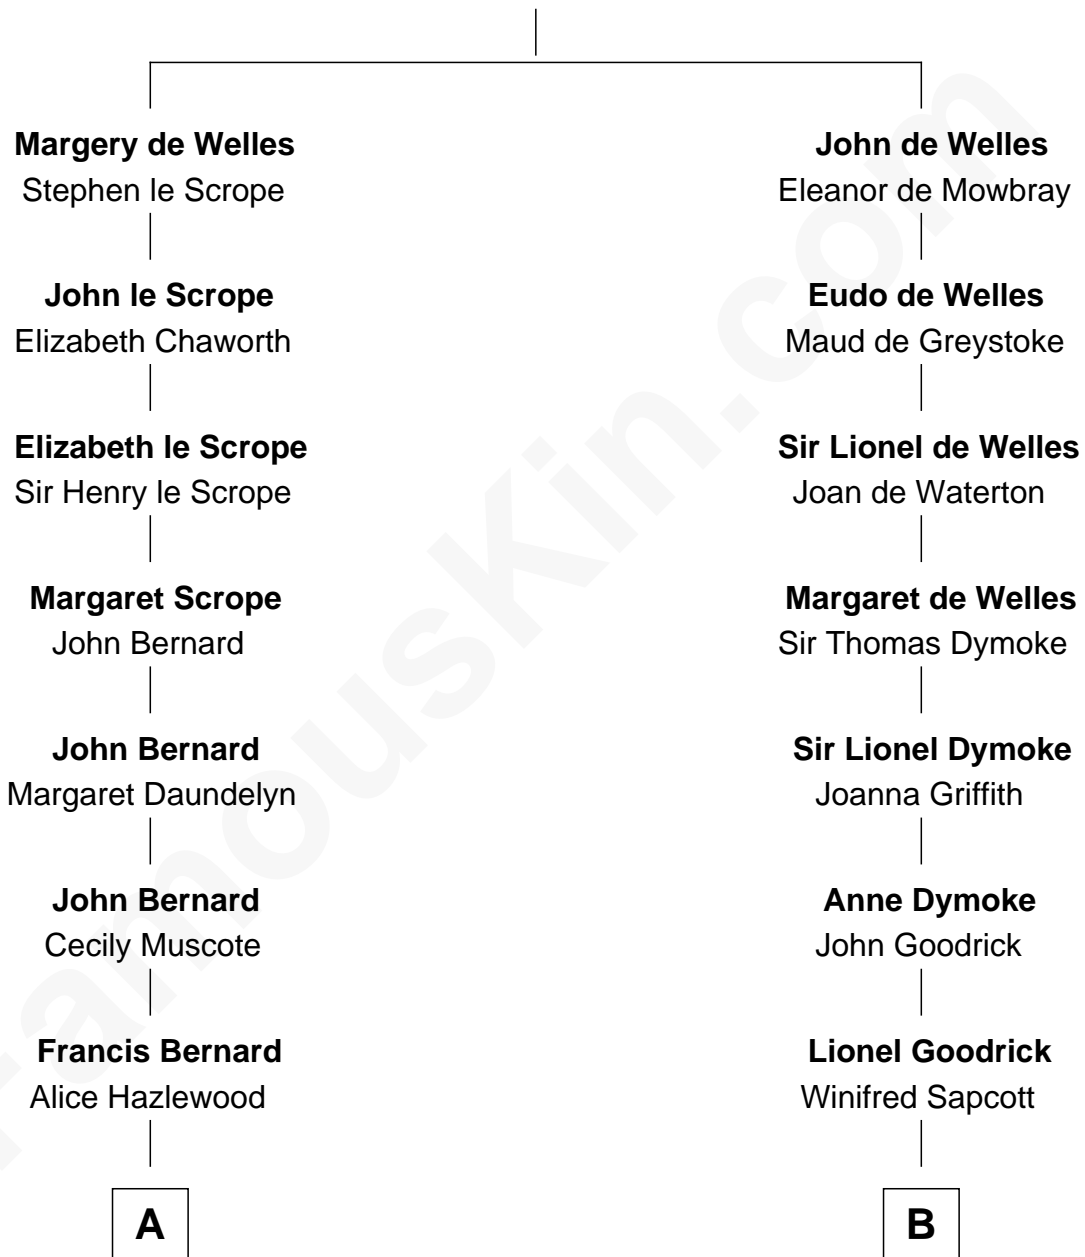 Margery de Welles
Stephen le Scrope
John le Scrope
Elizabeth Chaworth
Elizabeth le Scrope
Sir Henry le Scrope
Margaret Scrope
John Bernard
John Bernard
Margaret Daundelyn
John Bernard
Cecily Muscote
Francis Bernard
Alice Hazlewood
A
John de Welles
Eleanor de Mowbray
Eudo de Welles
Maud de Greystoke
Sir Lionel de Welles
Joan de Waterton
Margaret de Welles
Sir Thomas Dymoke
Sir Lionel Dymoke
Joanna Griffith
Anne Dymoke
John Goodrick
Lionel Goodrick
Winifred Sapcott
B
FamousKin.com